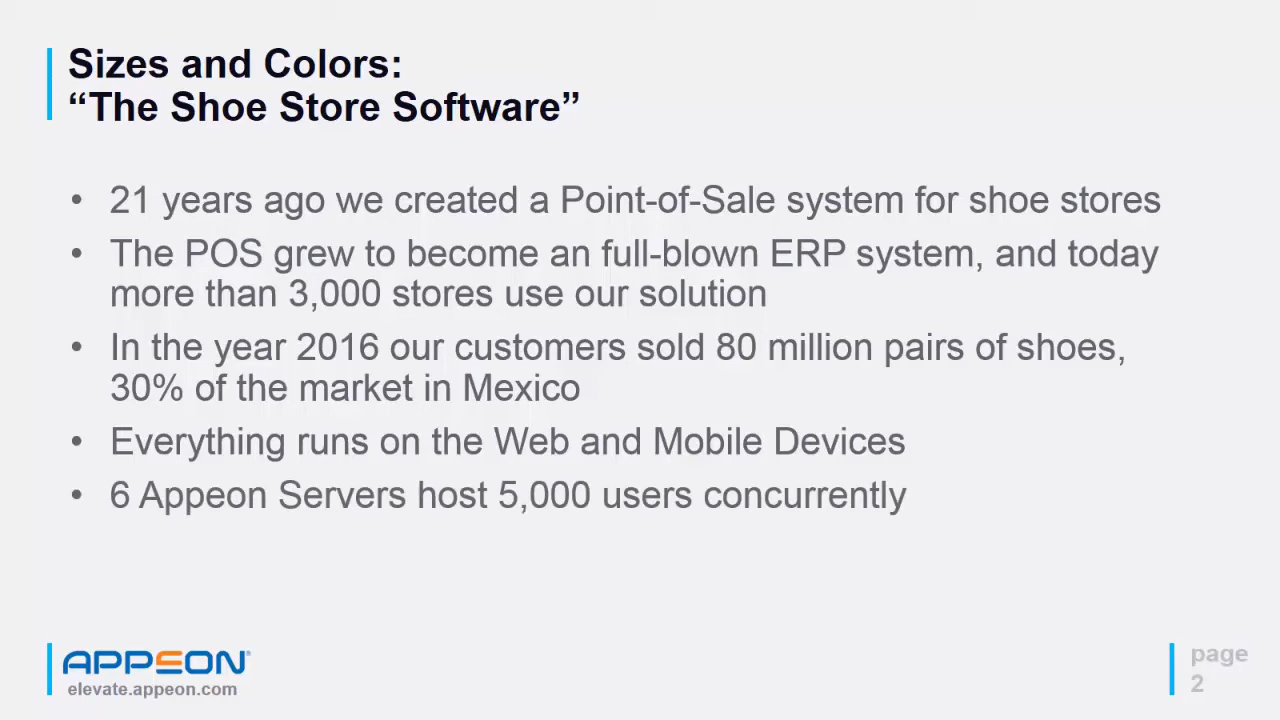 Sizes and Colors:
“The Shoe Store Software”
• 21 years ago we created a Point-of-Sale system for shoe stores
• The POS grew to become an full-blown ERP system, and today
more than 3,000 stores use our solution
• In the year 2016 our customers sold 80 million pairs of shoes,
30% of the market in Mexico
• Everything runs on the Web and Mobile Devices
• 6 Appeon Servers host 5,000 users concurrently
APPEON®
elevate.appeon.com
page
2